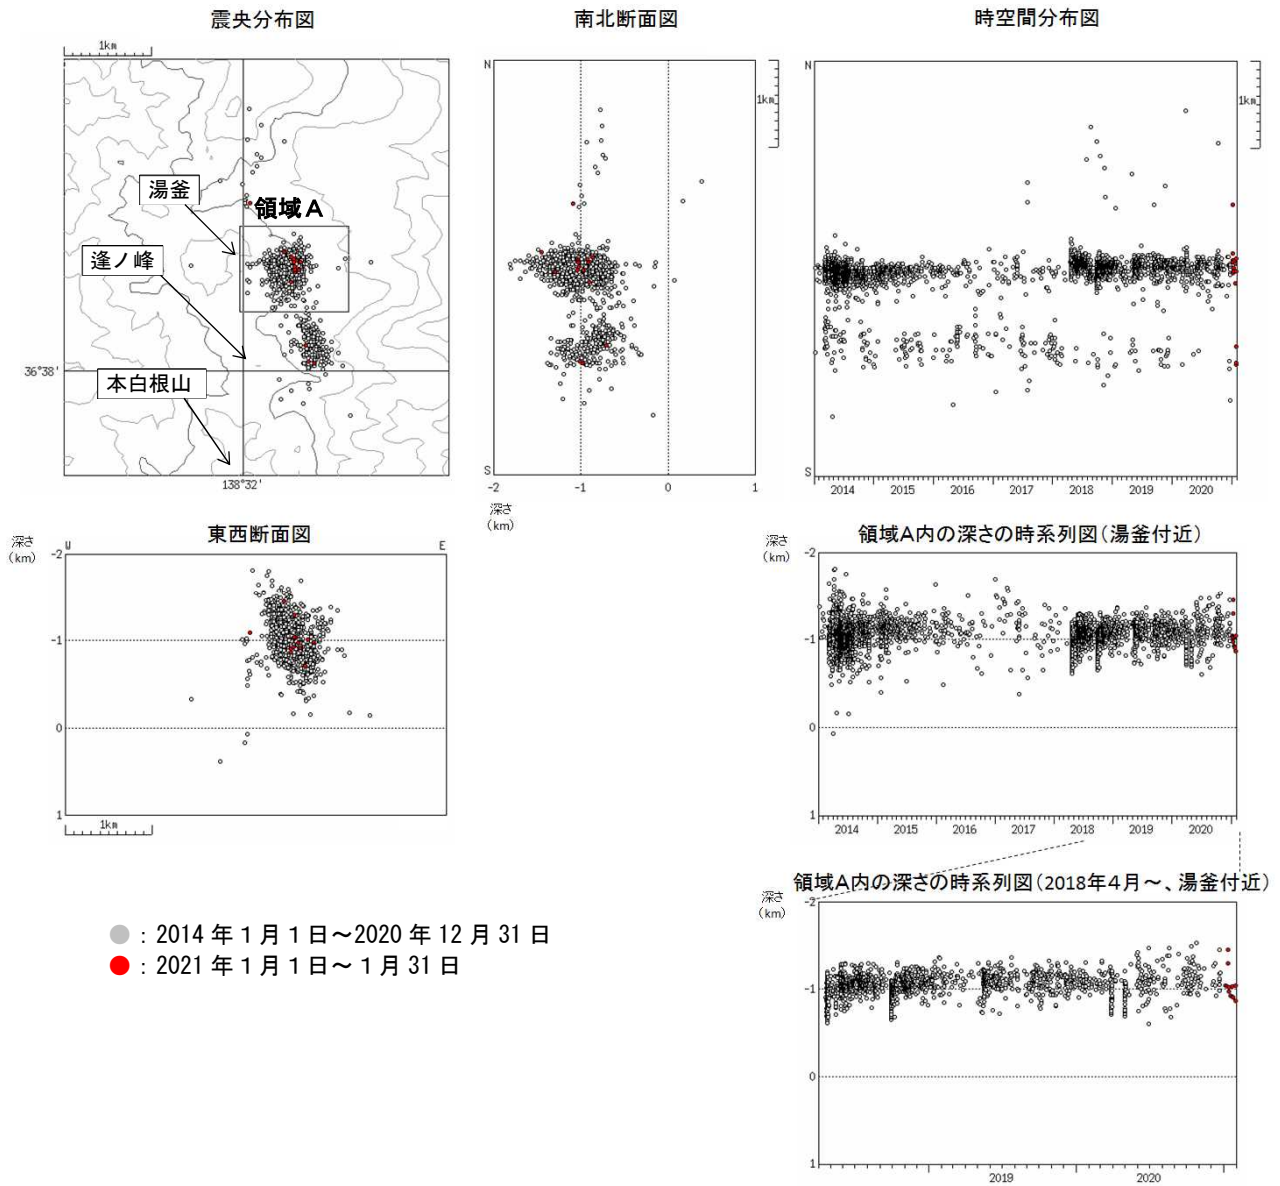 震央分布図
1km
湯釜
領域A
逢ノ峰
本白根山
36°38'
138°32'
南北断面図
N
S
1km
-2
-1
0
1
深さ
(km)
時空間分布図
N
S
1km
2014
2015
2016
2017
2018
2019
2020
東西断面図
深さ
(km)
W
E
-2
-1
0
1
1km
領域A内の深さの時系列図(湯釜付近)
深さ
(km)
-2
-1
0
1
2014
2015
2016
2017
2018
2019
2020
領域A内の深さの時系列図(2018年4月～、湯釜付近)
深さ
(km)
-2
-1
0
1
2019
2020
：2014年1月1日～2020年12月31日
：2021年1月1日～1月31日